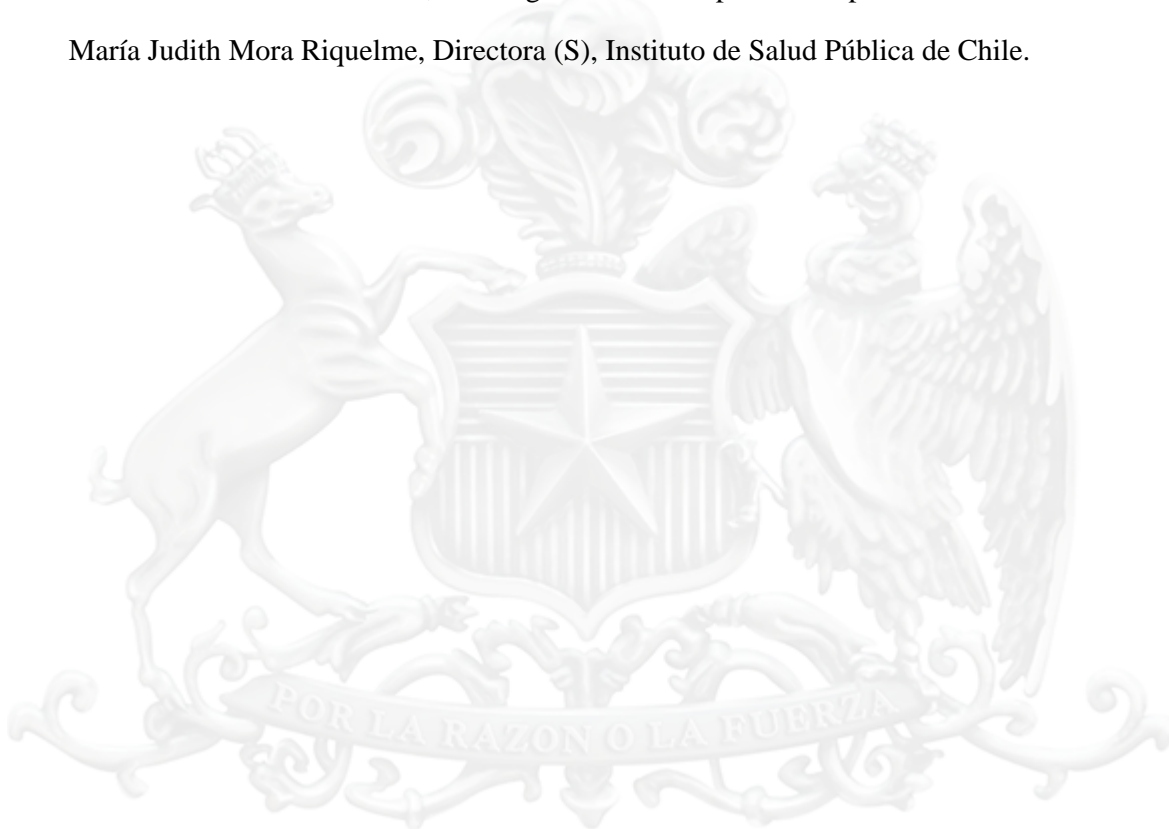 María Judith Mora Riquelme, Directora (S), Instituto de Salud Pública de Chile.
POR LA RAZON O LA FUERZA